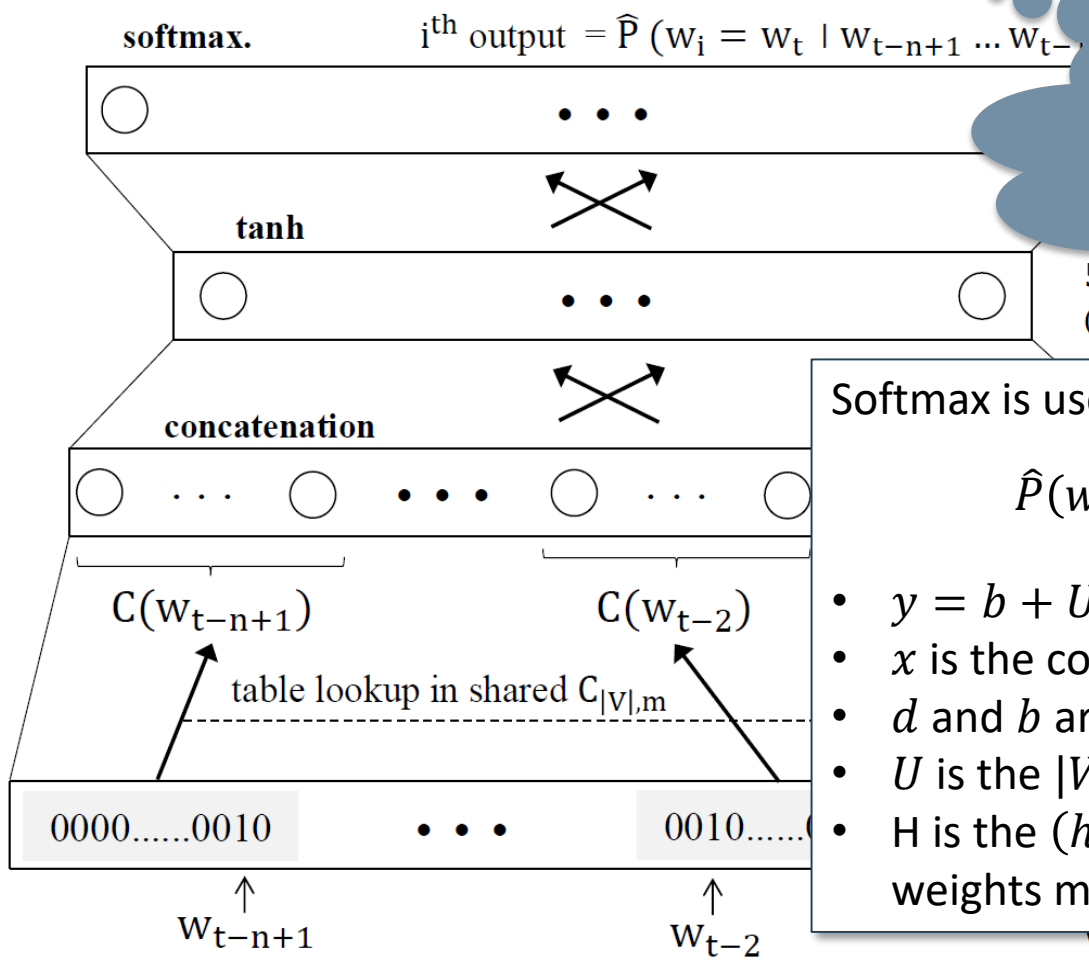 softmax. iᵗʰ output = P̂ (wᵢ = wₜ | wₜ₋ₙ₊₁ ... wₜ₋
• • •
tanh
• • •
concatenation
. . . • • • . . .
C(wₜ₋ₙ₊₁) C(wₜ₋₂)
table lookup in shared C|V|,m
0000......0010 • • • 0010......
wₜ₋ₙ₊₁ wₜ₋₂
Softmax is use
P̂(w
• y = b + U
• x is the co
• d and b ar
• U is the |V
• H is the (h
weights m